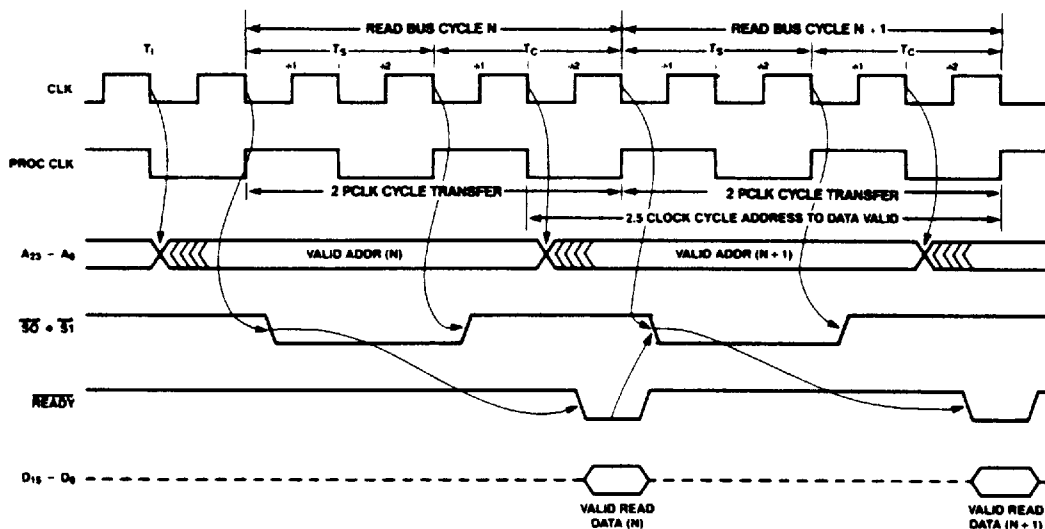 READ BUS CYCLE N
READ BUS CYCLE N + 1
TI
TS
TC
TS
TC
φ1
φ2
φ1
φ2
φ1
φ2
φ1
φ2
CLK
PROC CLK
2 PCLK CYCLE TRANSFER
2 PCLK CYCLE TRANSFER
2.5 CLOCK CYCLE ADDRESS TO DATA VALID
A23 – A0
VALID ADDR (N)
VALID ADDR (N + 1)
S0 • S1
READY
D15 – D0
VALID READ
DATA (N)
VALID READ
DATA (N + 1)